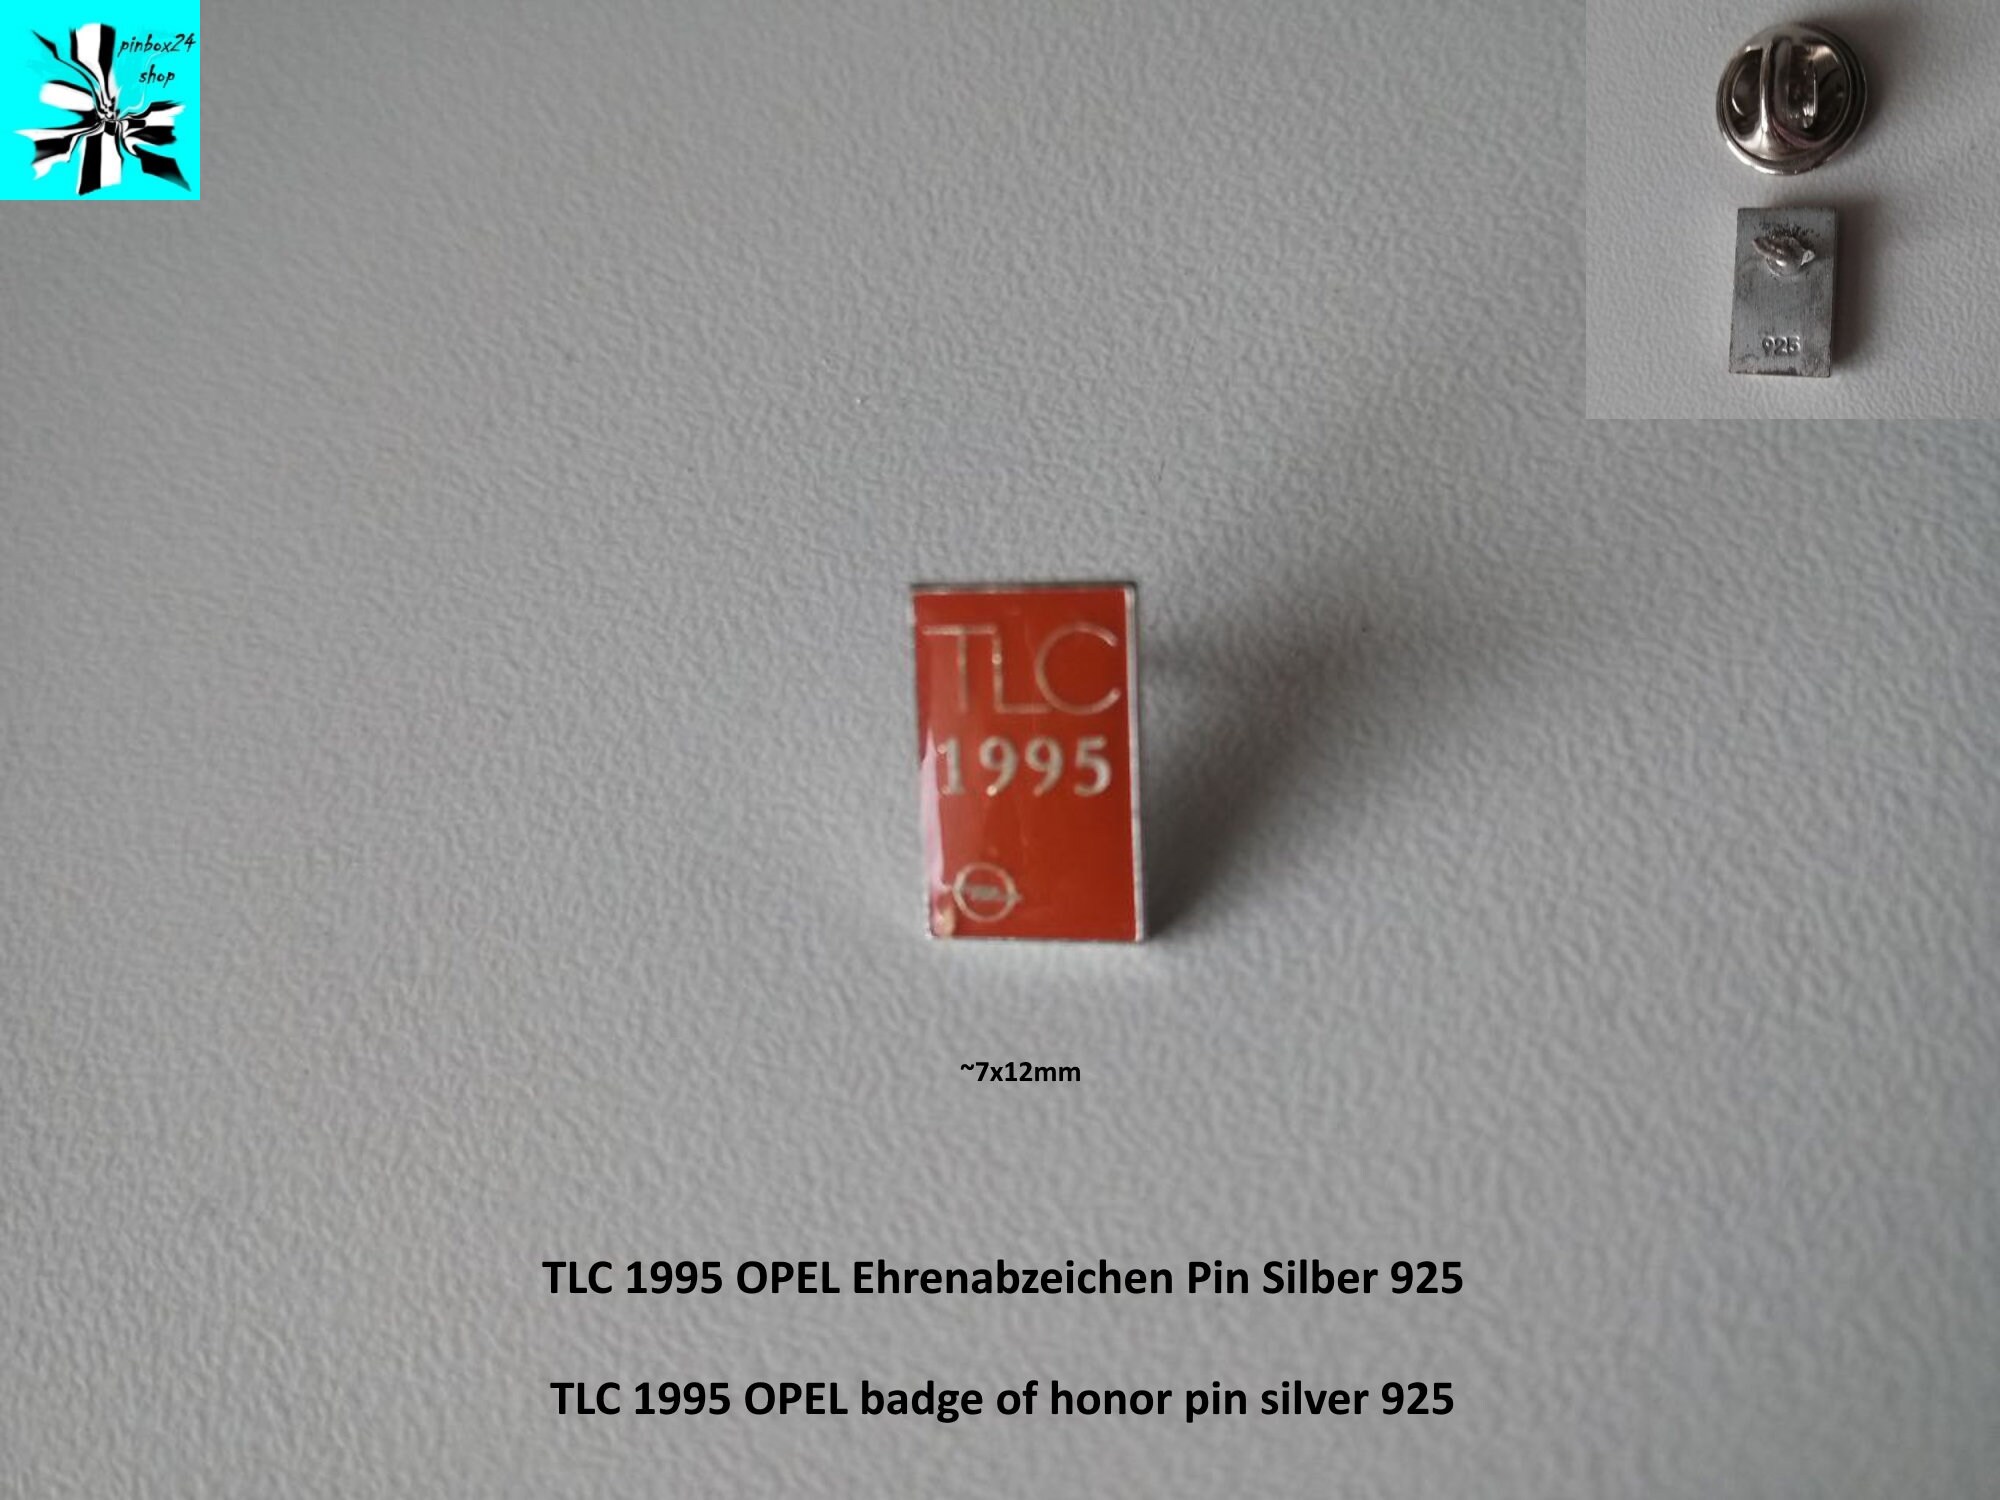 pinbox24
shop
925
TLC
1995
~7x12mm
TLC 1995 OPEL Ehrenabzeichen Pin Silber 925
TLC 1995 OPEL badge of honor pin silver 925